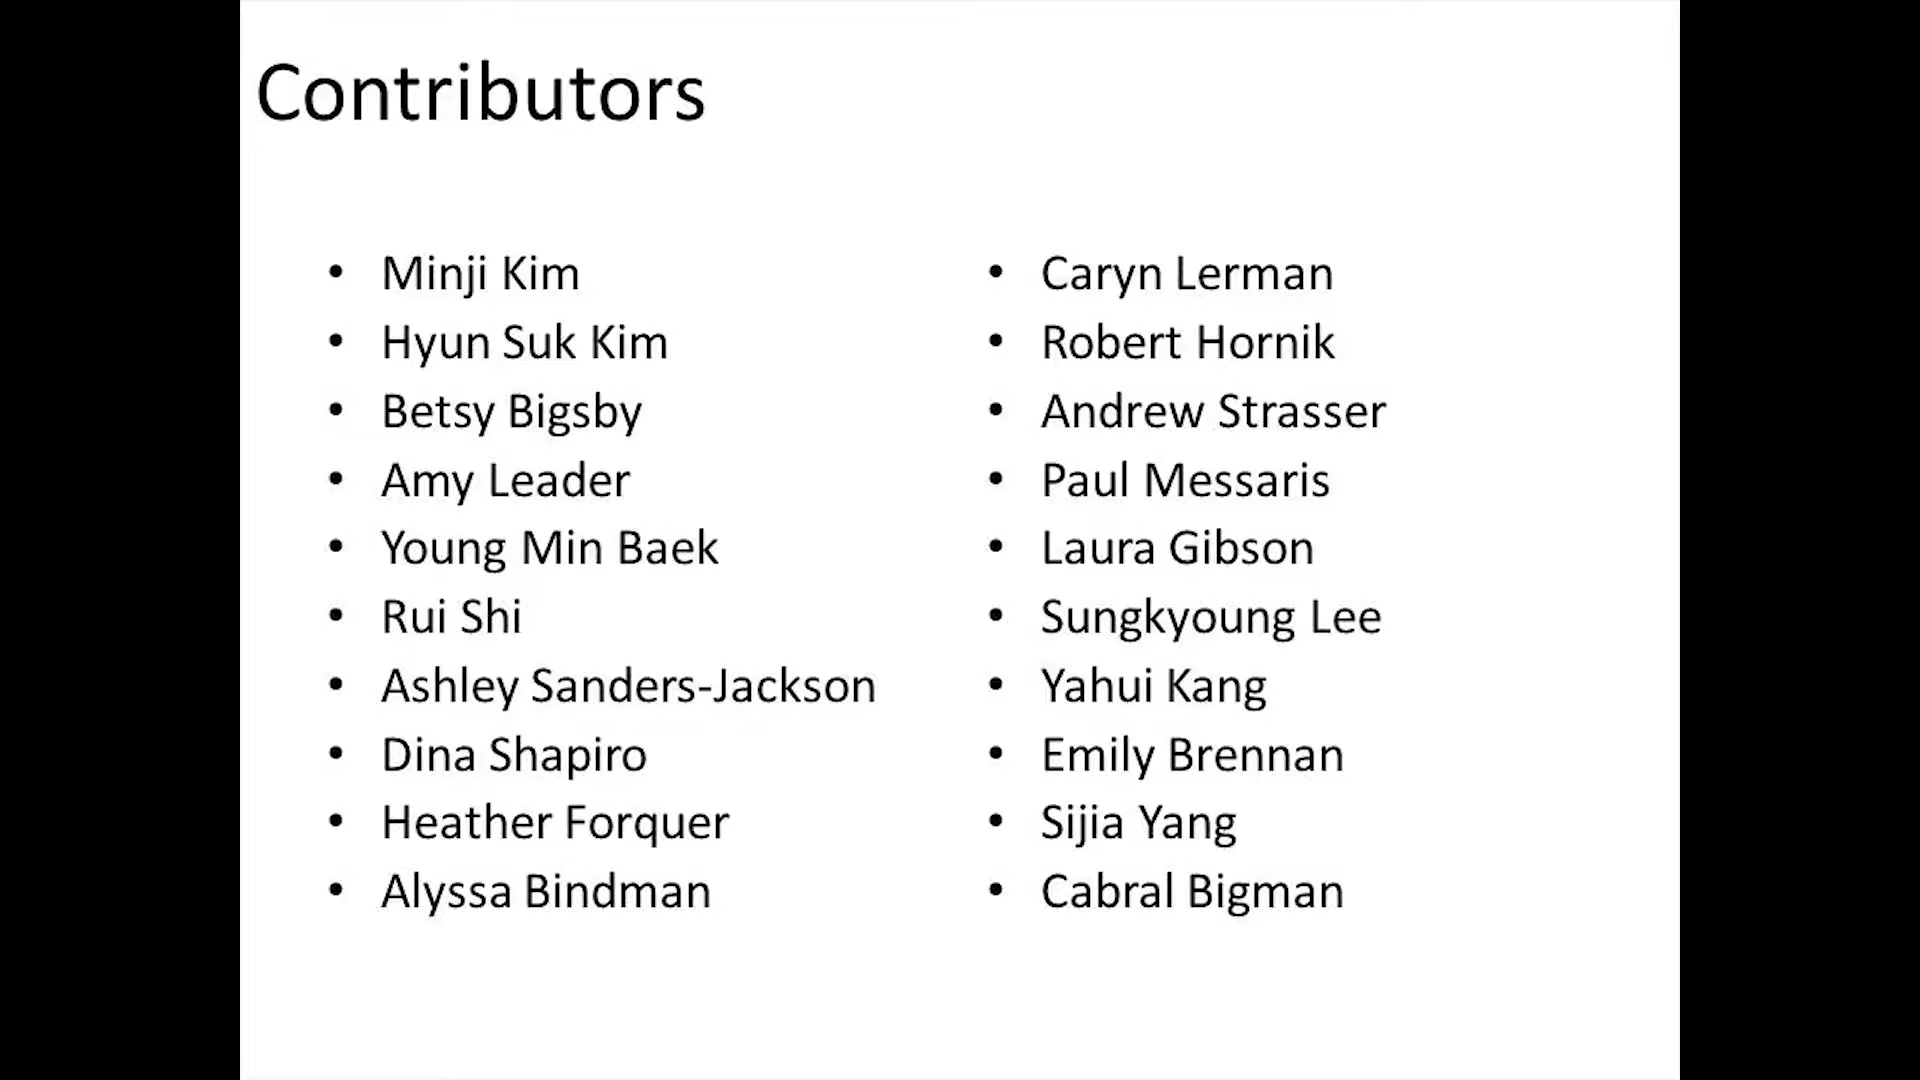 Contributors
• Minji Kim
• Hyun Suk Kim
• Betsy Bigsby
• Amy Leader
• Young Min Baek
• Rui Shi
• Ashley Sanders-Jackson
• Dina Shapiro
• Heather Forquer
• Alyssa Bindman
• Caryn Lerman
• Robert Hornik
• Andrew Strasser
• Paul Messaris
• Laura Gibson
• Sungkyoung Lee
• Yahui Kang
• Emily Brennan
• Sijia Yang
• Cabral Bigman